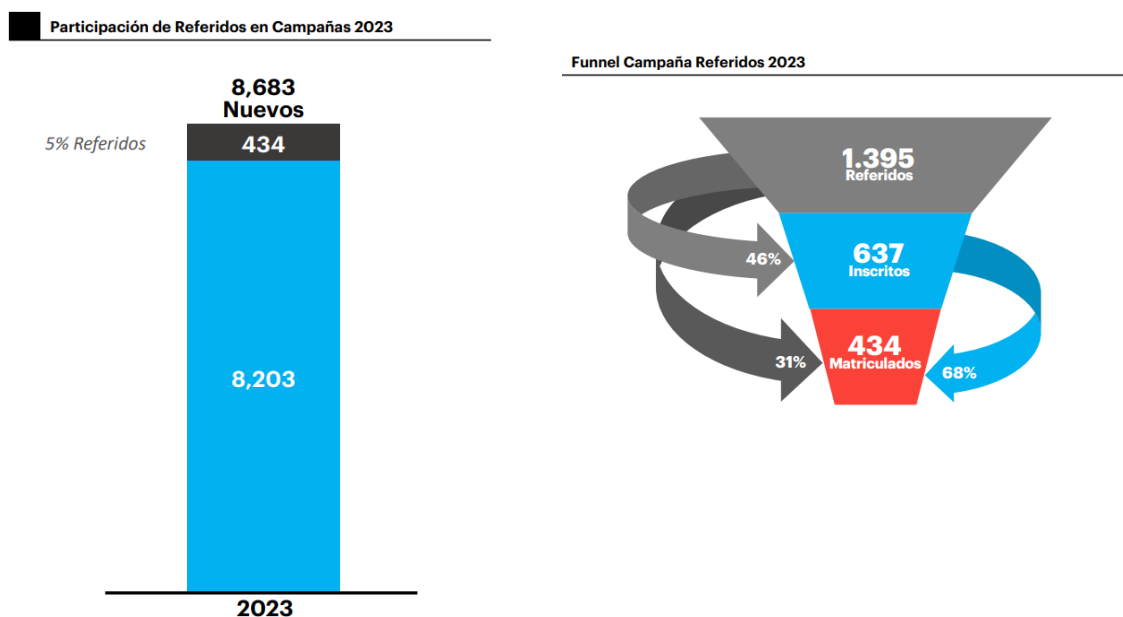 Participación de Referidos en Campañas 2023
8,683
Nuevos
5% Referidos
434
8,203
2023
Funnel Campaña Referidos 2023
1.395
Referidos
46%
637
Inscritos
31%
434
Matriculados
68%